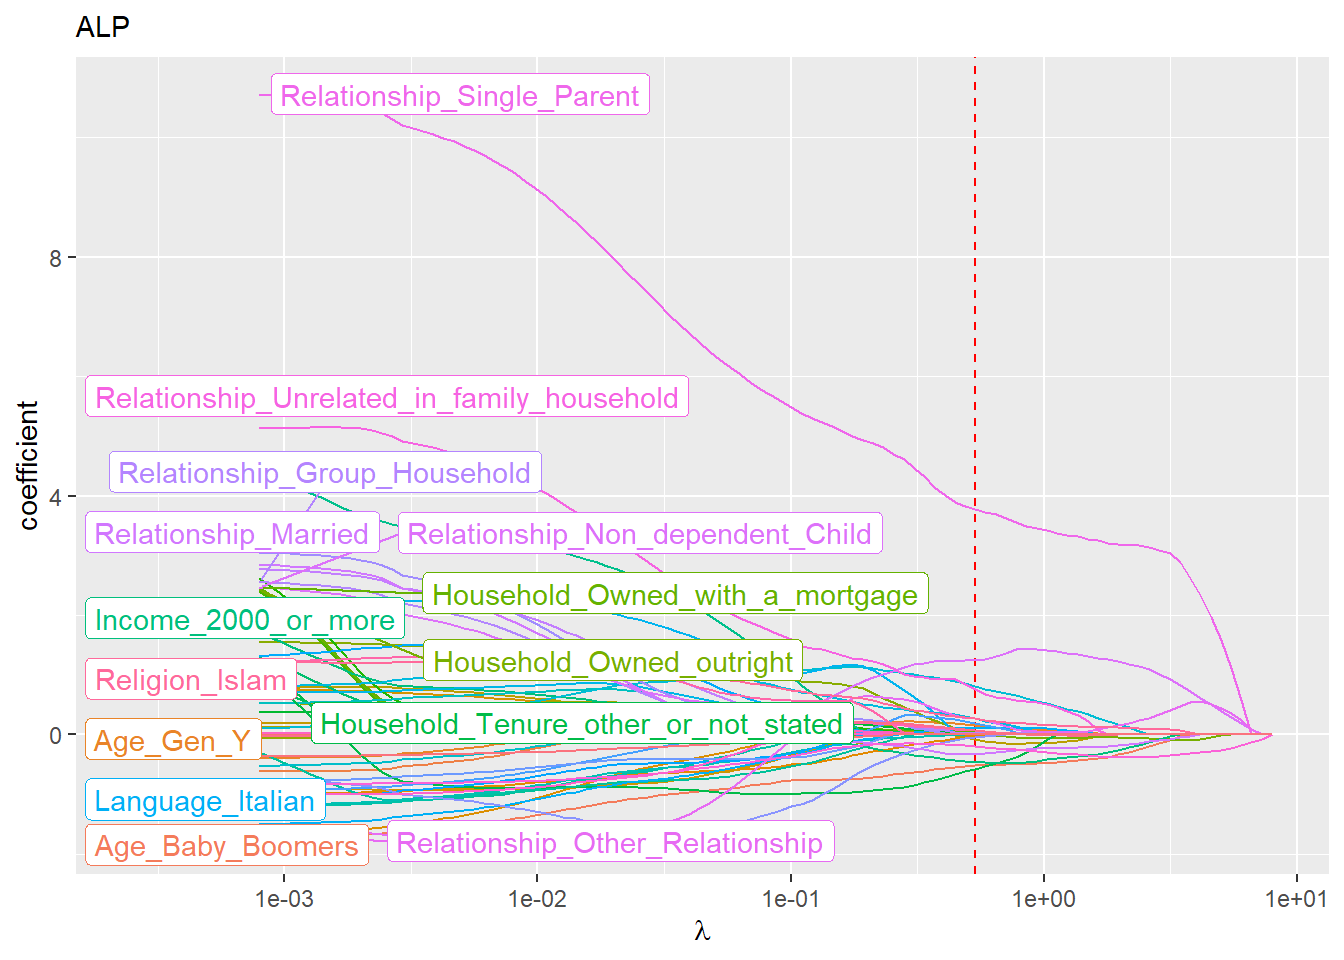 ALP
Relationship_Single_Parent
8
Relationship_Unrelated_in_family_household
coefficient
Relationship_Group_Household
4
Relationship_Married
Relationship_Non_dependent_Child
Household_Owned_with_a_mortgage
Income_2000_or_more
Household_Owned_outright
Religion_Islam
Household_Tenure_other_or_not_stated
0
Age_Gen_Y
Language_Italian
Relationship_Other_Relationship
Age_Baby_Boomers
1e-03 1e-02 1e-01 1e+00 1e+01
λ